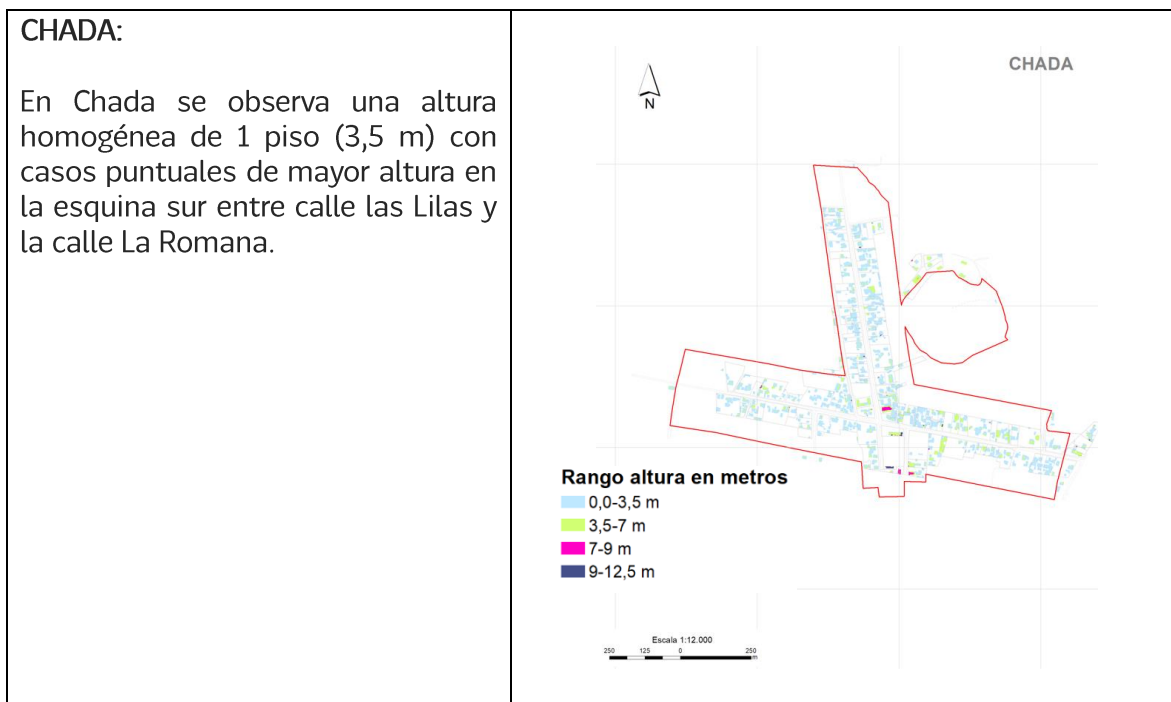 CHADA:
En Chada se observa una altura
homogénea de 1 piso (3,5 m) con
casos puntuales de mayor altura en
la esquina sur entre calle las Lilas y
la calle La Romana.
CHADA
N
Rango altura en metros
0,0-3,5 m
3,5-7 m
7-9 m
9-12,5 m
Escala 1:12.000
250 125 0 250
m